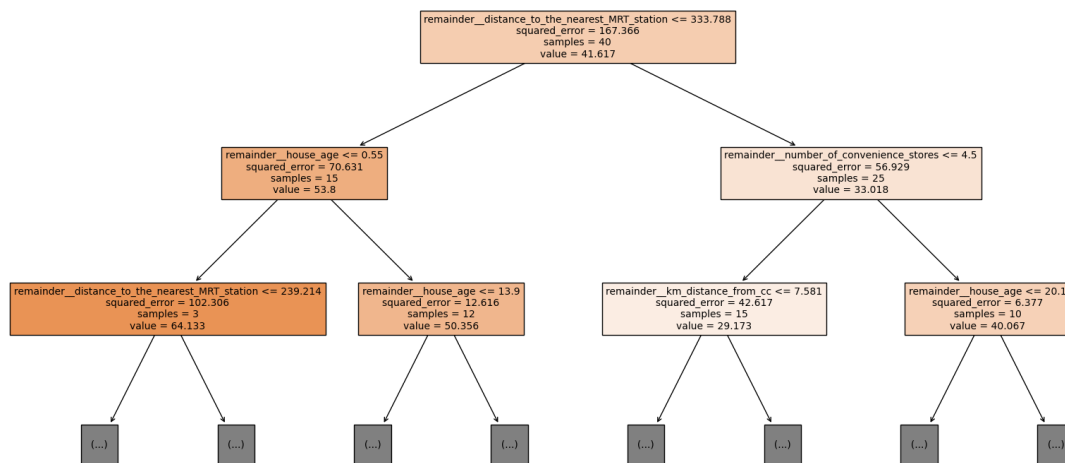 remainder__distance_to_the_nearest_MRT_station <= 333.788
squared_error = 167.366
samples = 40
value = 41.617
remainder__house_age <= 0.55
squared_error = 70.631
samples = 15
value = 53.8
remainder__number_of_convenience_stores <= 4.5
squared_error = 56.929
samples = 25
value = 33.018
remainder__distance_to_the_nearest_MRT_station <= 239.214
squared_error = 102.306
samples = 3
value = 64.133
remainder__house_age <= 13.9
squared_error = 12.616
samples = 12
value = 50.356
remainder__km_distance_from_cc <= 7.581
squared_error = 42.617
samples = 15
value = 29.173
remainder__house_age <= 20.1
squared_error = 6.377
samples = 10
value = 40.067
(...)
(...)
(...)
(...)
(...)
(...)
(...)
(...)